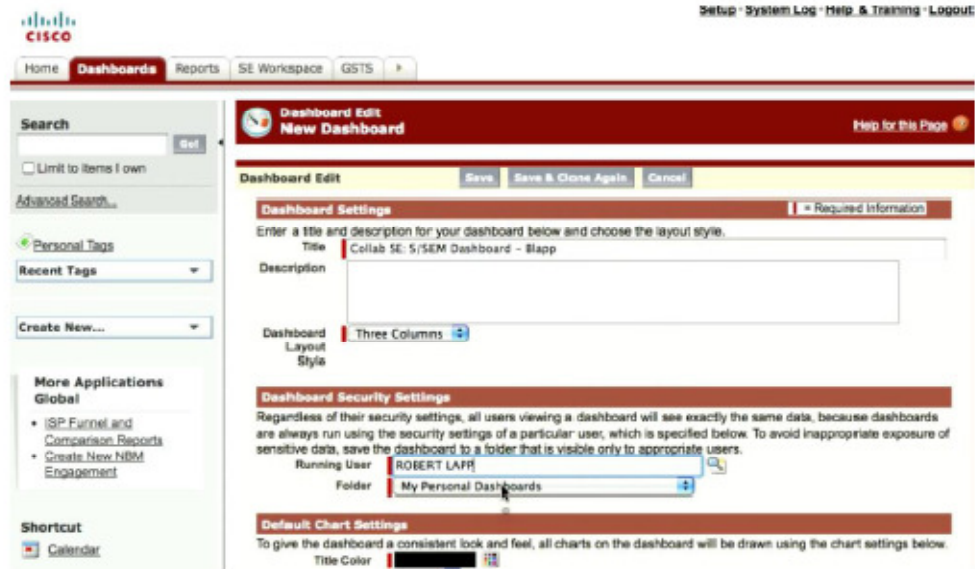 Setup · System Log · Help & Training · Logout
CISCO
Home Dashboards Reports SE Workspace GSTS
Search
Go!
Limit to items I own
Advanced Search...
Personal Tags
Recent Tags
Create New...
More Applications
Global
• ISP Funnel and
Comparison Reports
• Create New NBM
Engagement
Shortcut
Calendar
Dashboard Edit
New Dashboard
Help for this Page
Dashboard Edit Save Save & Clone Again Cancel
Dashboard Settings = Required Information
Enter a title and description for your dashboard below and choose the layout style.
Title Collab SE: S/SEM Dashboard - Blapp
Description
Dashboard Three Columns
Layout
Style
Dashboard Security Settings
Regardless of their security settings, all users viewing a dashboard will see exactly the same data, because dashboards
are always run using the security settings of a particular user, which is specified below. To avoid inappropriate exposure of
sensitive data, save the dashboard to a folder that is visible only to appropriate users.
Running User ROBERT LAPP
Folder My Personal Dashboards
Default Chart Settings
To give the dashboard a consistent look and feel, all charts on the dashboard will be drawn using the chart settings below.
Title Color